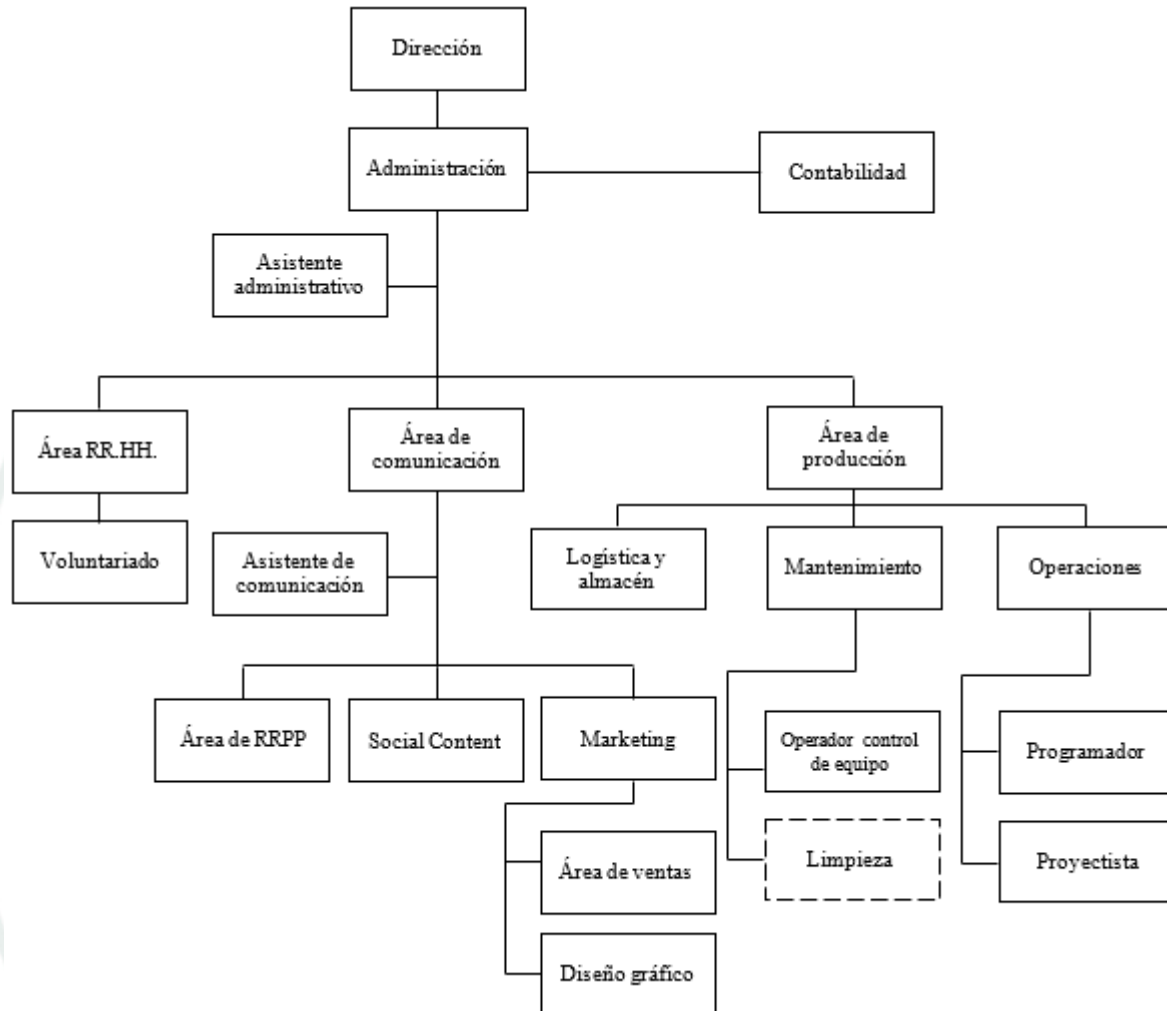 Dirección
Administración
Contabilidad
Asistente
administrativo
Área RR.HH.
Área de
comunicación
Área de
producción
Voluntariado
Asistente de
comunicación
Logística y
almacén
Mantenimiento
Operaciones
Área de RRPP
Social Content
Marketing
Operador control
de equipo
Programador
Área de ventas
Limpieza
Proyectista
Diseño gráfico